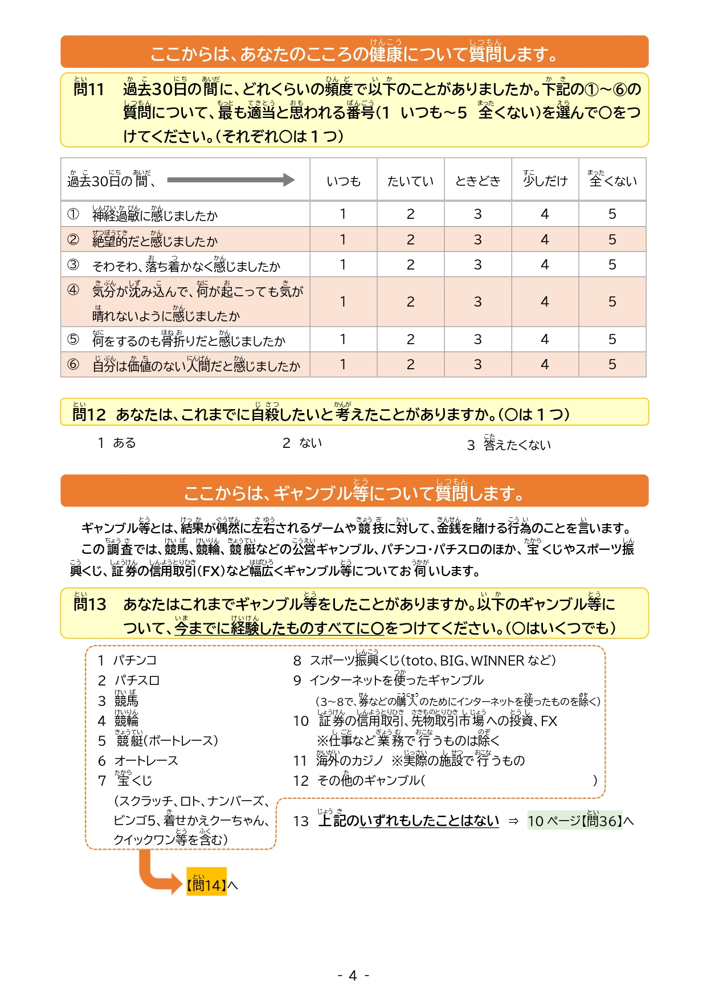 ここからは、あなたのこころの健康について質問します。
問11 過去30日の間に、どれくらいの頻度で以下のことがありましたか。下記の①～⑥の
質問について、最も適当と思われる番号(1 いつも～5 全くない)を選んで○をつ
けてください。(それぞれ○は1つ)
過去30日の間、 いつも たいてい ときどき 少しだけ 全くない
① 神経過敏に感じましたか 1 2 3 4 5
② 絶望的だと感じましたか 1 2 3 4 5
③ そわそわ、落ち着かなく感じましたか 1 2 3 4 5
④ 気分が沈み込んで、何が起こっても気が
晴れないように感じましたか 1 2 3 4 5
⑤ 何をするのも骨折りだと感じましたか 1 2 3 4 5
⑥ 自分は価値のない人間だと感じましたか 1 2 3 4 5
問12 あなたは、これまでに自殺したいと考えたことがありますか。(○は1つ)
1 ある 2 ない 3 答えたくない
ここからは、ギャンブル等について質問します。
ギャンブル等とは、結果が偶然に左右されるゲームや競技に対して、金銭を賭ける行為のことを言います。
この調査では、競馬、競輪、競艇などの公営ギャンブル、パチンコ・パチスロのほか、宝くじやスポーツ振
興くじ、証券の信用取引(FX)など幅広くギャンブル等についてお伺いします。
問13 あなたはこれまでギャンブル等をしたことがありますか。以下のギャンブル等に
ついて、今までに経験したものすべてに○をつけてください。(○はいくつでも)
1 パチンコ
2 パチスロ
3 競馬
4 競輪
5 競艇(ボートレース)
6 オートレース
7 宝くじ
(スクラッチ、ロト、ナンバーズ、
ビンゴ5、着せかえクーちゃん、
クイックワン等を含む)
8 スポーツ振興くじ(toto、BIG、WINNERなど)
9 インターネットを使ったギャンブル
(3～8で、券などの購入のためにインターネットを使ったものを除く)
10 証券の信用取引、先物取引市場への投資、FX
※仕事など業務で行うものは除く
11 海外のカジノ ※実際の施設で行うもの
12 その他のギャンブル( )
13 上記のいずれもしたことはない ⇒ 10ページ【問36】へ
【問14】へ
- 4 -